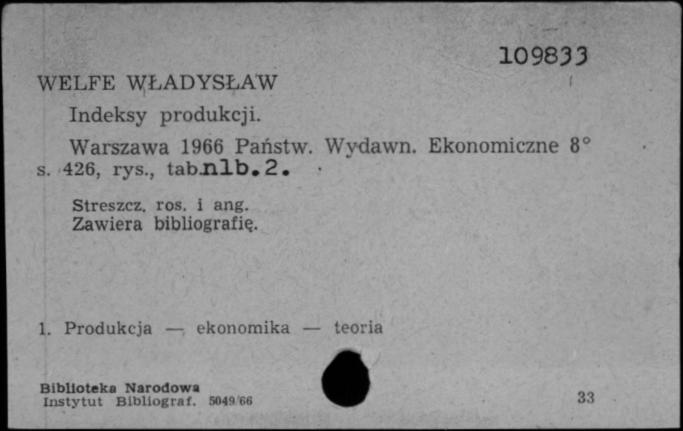 109833
WELFE WŁADYSŁAW
Indeksy produkcji.
Warszawa 1966 Państw. Wydawn. Ekonomiczne 8°
s. 426, rys., tab.nlb.2.
Streszcz. ros. i ang.
Zawiera bibliografię.
1. Produkcja — ekonomika — teoria
Biblioteka Narodowa
Instytut Bibliograf. 5049/66
33